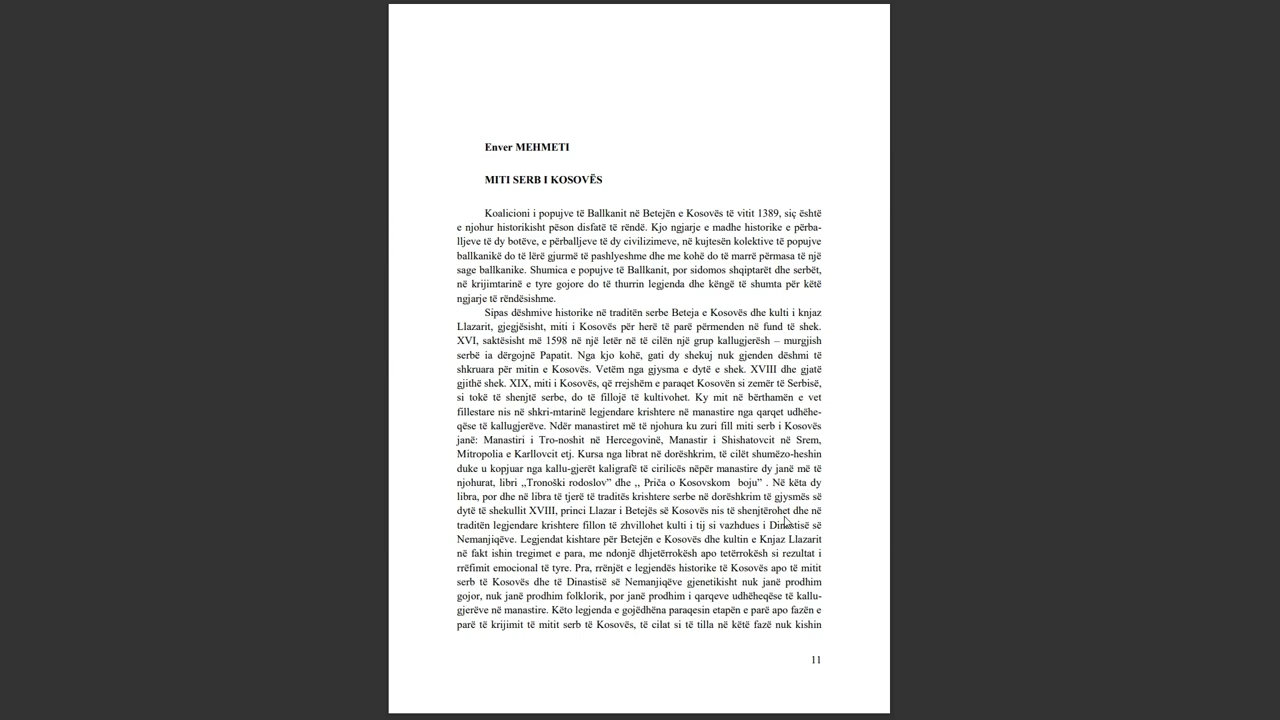 Enver MEHMETI
MITI SERB I KOSOVËS
Koalicioni i popujve të Ballkanit në Betejën e Kosovës të vitit 1389, siç është
e njohur historikisht pëson disfatë të rëndë. Kjo ngjarje e madhe historike e përba-
lljeve të dy botëve, e përballjeve të dy civilizimeve, në kujtesën kolektive të popujve
ballkanikë do të lërë gjurmë të pashlyeshme dhe me kohë do të marrë përmasa të një
sage ballkanike. Shumica e popujve të Ballkanit, por sidomos shqiptarët dhe serbët,
në krijimtarinë e tyre gojore do të thurrin legjenda dhe këngë të shumta për këtë
ngjarje të rëndësishme.
Sipas dëshmive historike në traditën serbe Beteja e Kosovës dhe kulti i knjaz
Llazarit, gjegjësisht, miti i Kosovës për herë të parë përmenden në fund të shek.
XVI, saktësisht më 1598 në një letër në të cilën një grup kallugjerësh – murgjish
serbë ia dërgojnë Papatit. Nga kjo kohë, gati dy shekuj nuk gjenden dëshmi të
shkruara për mitin e Kosovës. Vetëm nga gjysma e dytë e shek. XVIII dhe gjatë
gjithë shek. XIX, miti i Kosovës, që rrejshëm e paraqet Kosovën si zemër të Serbisë,
si tokë të shenjtë serbe, do të fillojë të kultivohet. Ky mit në bërthamën e vet
fillestare nis në shkri-mtarinë legjendare krishtere në manastire nga qarqet udhëhe-
qëse të kallugjerëve. Ndër manastiret më të njohura ku zuri fill miti serb i Kosovës
janë: Manastiri i Tro-noshit në Hercegovinë, Manastir i Shishatovcit në Srem,
Mitropolia e Karllovcit etj. Kursa nga librat në dorëshkrim, të cilët shumëzo-heshin
duke u kopjuar nga kallu-gjerët kaligrafë të cirilicës nëpër manastire dy janë më të
njohurat, libri ,,Tronoški rodoslov” dhe ,, Priča o Kosovskom  boju” . Në këta dy
libra, por dhe në libra të tjerë të traditës krishtere serbe në dorëshkrim të gjysmës së
dytë të shekullit XVIII, princi Llazar i Betejës së Kosovës nis të shenjtërohet dhe në
traditën legjendare krishtere fillon të zhvillohet kulti i tij si vazhdues i Dinastisë së
Nemanjiqëve. Legjendat kishtare për Betejën e Kosovës dhe kultin e Knjaz Llazarit
në fakt ishin tregimet e para, me ndonjë dhjetërrokësh apo tetërrokësh si rezultat i
rrëfimit emocional të tyre. Pra, rrënjët e legjendës historike të Kosovës apo të mitit
serb të Kosovës dhe të Dinastisë së Nemanjiqëve gjenetikisht nuk janë prodhim
gojor, nuk janë prodhim folklorik, por janë prodhim i qarqeve udhëheqëse të kallu-
gjerëve në manastire. Këto legjenda e gojëdhëna paraqesin etapën e parë apo fazën e
parë të krijimit të mitit serb të Kosovës, të cilat si të tilla në këtë fazë nuk kishin
11